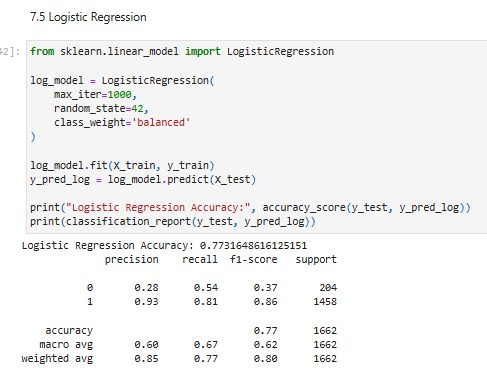 7.5 Logistic Regression
42]: from sklearn.linear_model import LogisticRegression
log_model = LogisticRegression(
max_iter=1000,
random_state=42,
class_weight='balanced'
)
log_model.fit(X_train, y_train)
y_pred_log = log_model.predict(X_test)
print("Logistic Regression Accuracy:", accuracy_score(y_test, y_pred_log))
print(classification_report(y_test, y_pred_log))
Logistic Regression Accuracy: 0.7731648616125151
precision recall f1-score support
0 0.28 0.54 0.37 204
1 0.93 0.81 0.86 1458
accuracy 0.77 1662
macro avg 0.60 0.67 0.62 1662
weighted avg 0.85 0.77 0.80 1662